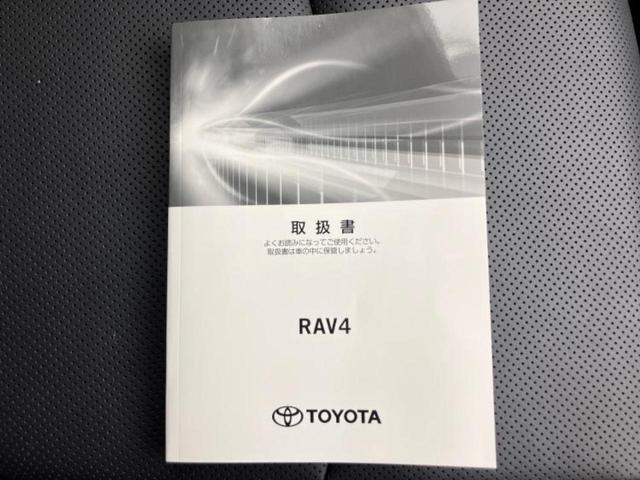 取扱書
よくお読みになってご使用ください。
取扱書は車の中に保管しましょう。
RAV4
TOYOTA